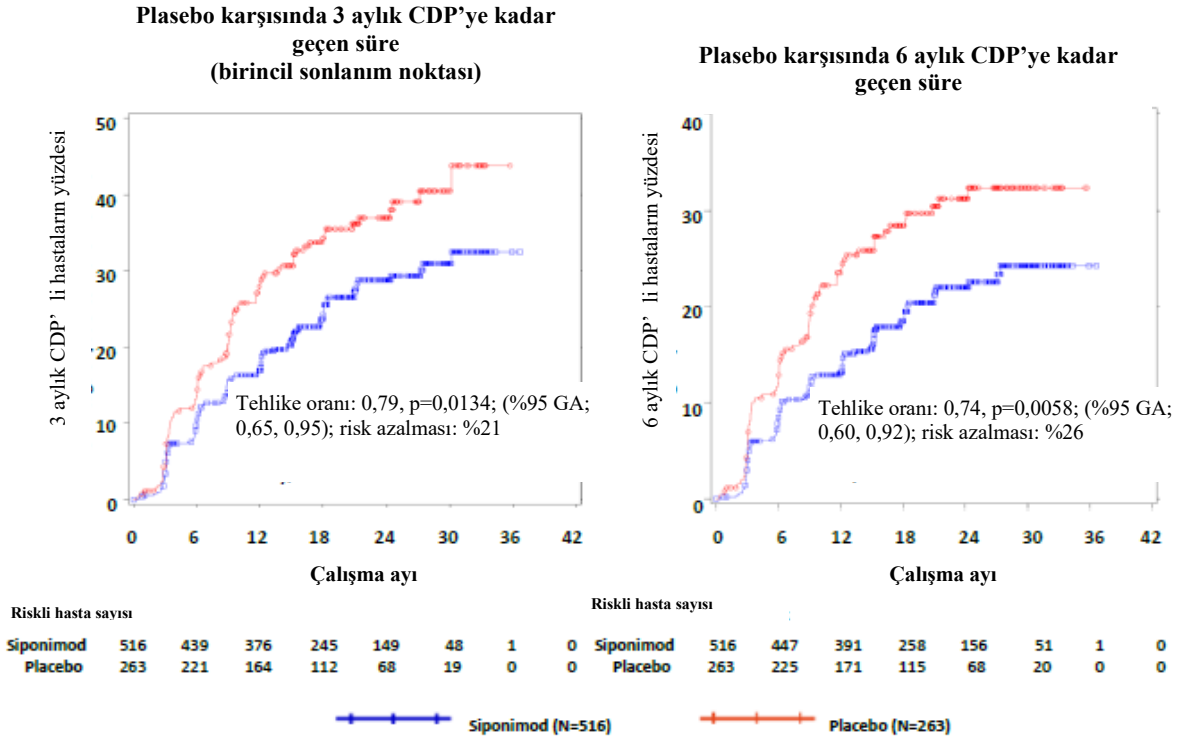 Plasebo karşısında 3 aylık CDP’ye kadar
geçen süre
(birincil sonlanım noktası)
3 aylık CDP’ li hastaların yüzdesi
50
40
30
20
10
0
Tehlike oranı: 0,79, p=0,0134; (%95 GA;
0,65, 0,95); risk azalması: %21
0 6 12 18 24 30 36 42
Çalışma ayı
Plasebo karşısında 6 aylık CDP’ye kadar
geçen süre
6 aylık CDP’ li hastaların yüzdesi
40
30
20
10
0
Tehlike oranı: 0,74, p=0,0058; (%95 GA;
0,60, 0,92); risk azalması: %26
0 6 12 18 24 30 36 42
Çalışma ayı
Riskli hasta sayısı
Siponimod 516 439 376 245 149 48 1 0
Placebo 263 221 164 112 68 19 0 0
Riskli hasta sayısı
Siponimod 516 447 391 258 156 51 1 0
Placebo 263 225 171 115 68 20 0 0
Siponimod (N=516)
Placebo (N=263)